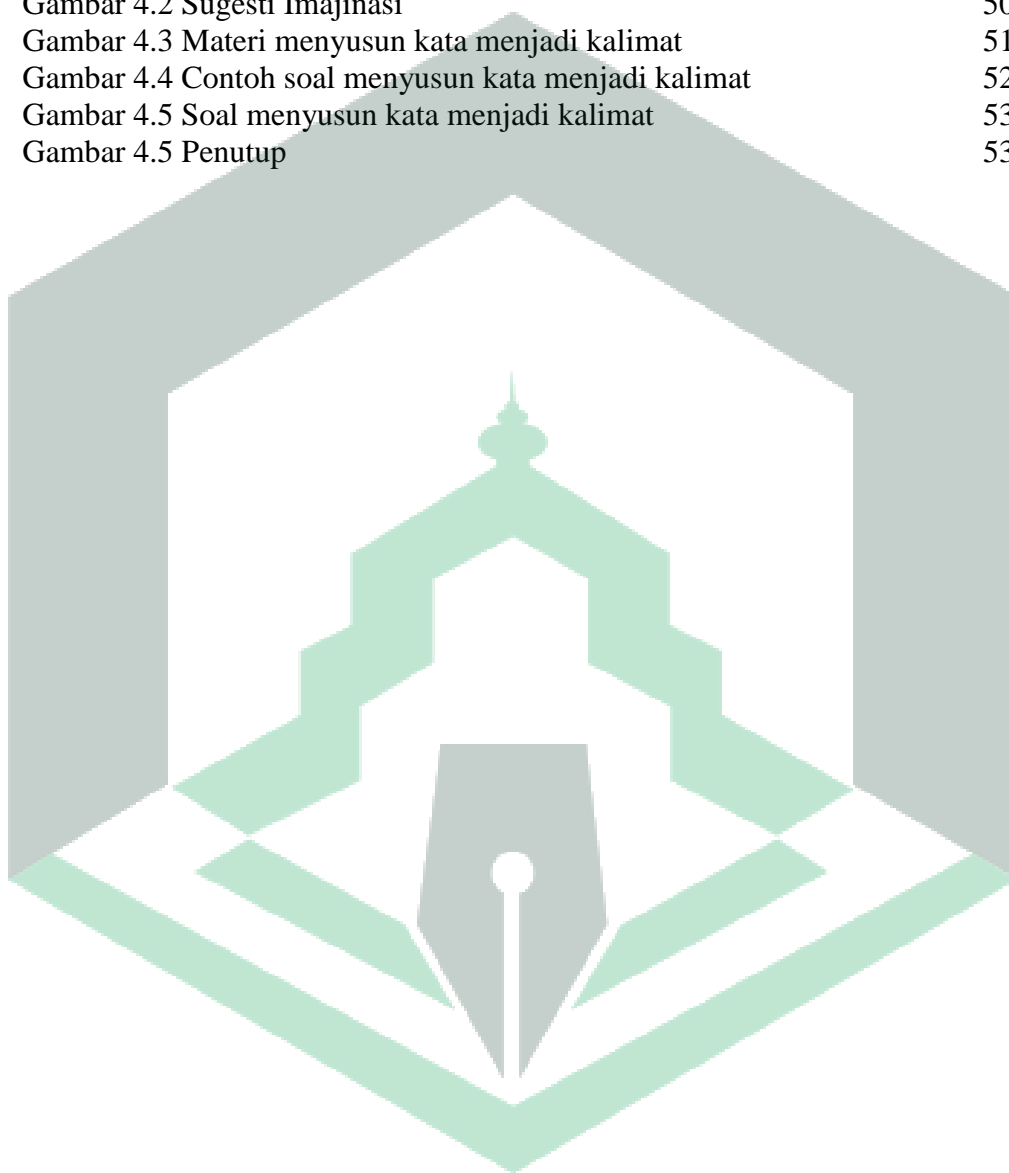 Gambar 4.2 Sugesti Imajinasi 50
Gambar 4.3 Materi menyusun kata menjadi kalimat 51
Gambar 4.4 Contoh soal menyusun kata menjadi kalimat 52
Gambar 4.5 Soal menyusun kata menjadi kalimat 53
Gambar 4.5 Penutup 53